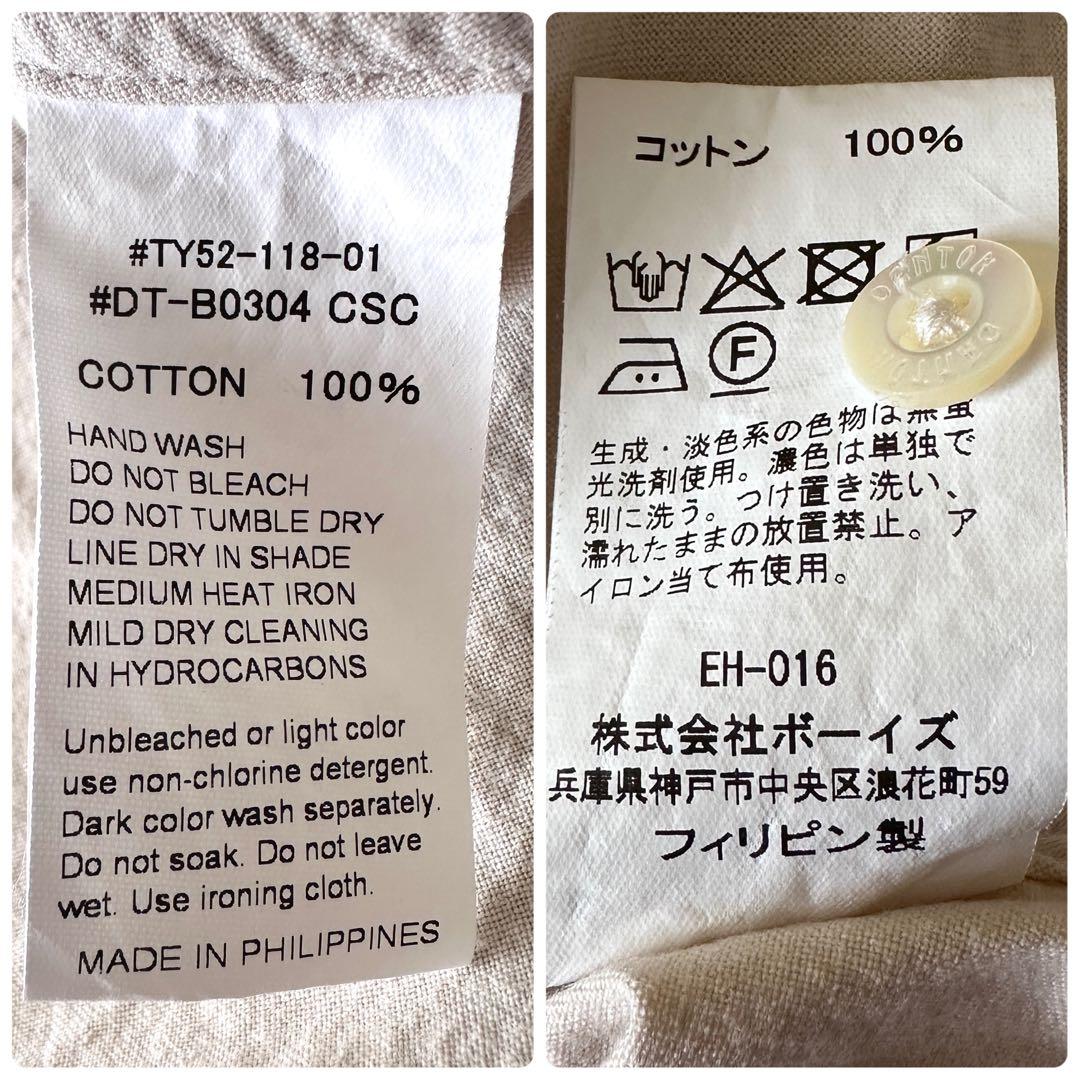 #TY52-118-01
#DT-B0304 CSC
COTTON 100%
HAND WASH
DO NOT BLEACH
DO NOT TUMBLE DRY
LINE DRY IN SHADE
MEDIUM HEAT IRON
MILD DRY CLEANING
IN HYDROCARBONS
Unbleached or light color
use non-chlorine detergent.
Dark color wash separately.
Do not soak. Do not leave
wet. Use ironing cloth.
MADE IN PHILIPPINES
コットン 100%
F
DANTON
DANTON
生成・淡色系の色物は無蛍
光洗剤使用。濃色は単独で
別に洗う。つけ置き洗い、
濡れたままの放置禁止。ア
イロン当て布使用。
EH-016
株式会社ボーイズ
兵庫県神戸市中央区浪花町59
フィリピン製